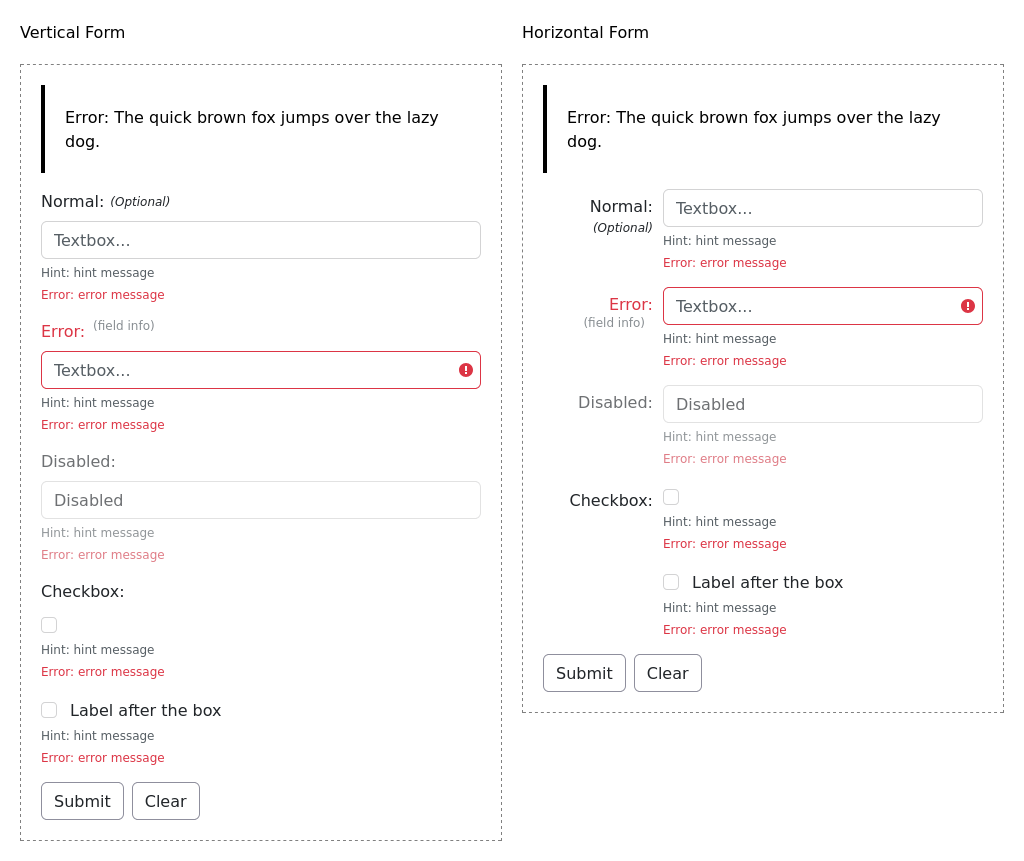 Vertical Form
Error: The quick brown fox jumps over the lazy
dog.
Normal: (Optional)
Textbox...
Hint: hint message
Error: error message
Error: (field info)
Textbox...
Hint: hint message
Error: error message
Disabled:
Disabled
Hint: hint message
Error: error message
Checkbox:
Hint: hint message
Error: error message
Label after the box
Hint: hint message
Error: error message
Submit Clear
Horizontal Form
Error: The quick brown fox jumps over the lazy
dog.
Normal: Textbox...
(Optional) Hint: hint message
Error: error message
Error: Textbox...
(field info) Hint: hint message
Error: error message
Disabled: Disabled
Hint: hint message
Error: error message
Checkbox:
Hint: hint message
Error: error message
Label after the box
Hint: hint message
Error: error message
Submit Clear